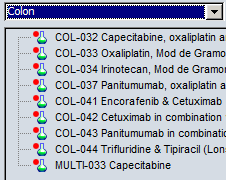 Colon
COL-032 Capecitabine, oxaliplatin a
COL-033 Oxaliplatin, Mod de Gramo
COL-034 Irinotecan, Mod de Gramor
COL-037 Panitumumab, oxaliplatin a
COL-041 Encorafenib & Cetuximab
COL-042 Cetuximab in combination
COL-043 Panitumumab in combinatio
COL-044 Trifluridine & Tipiracil (Lon
MULTI-033 Capecitabine